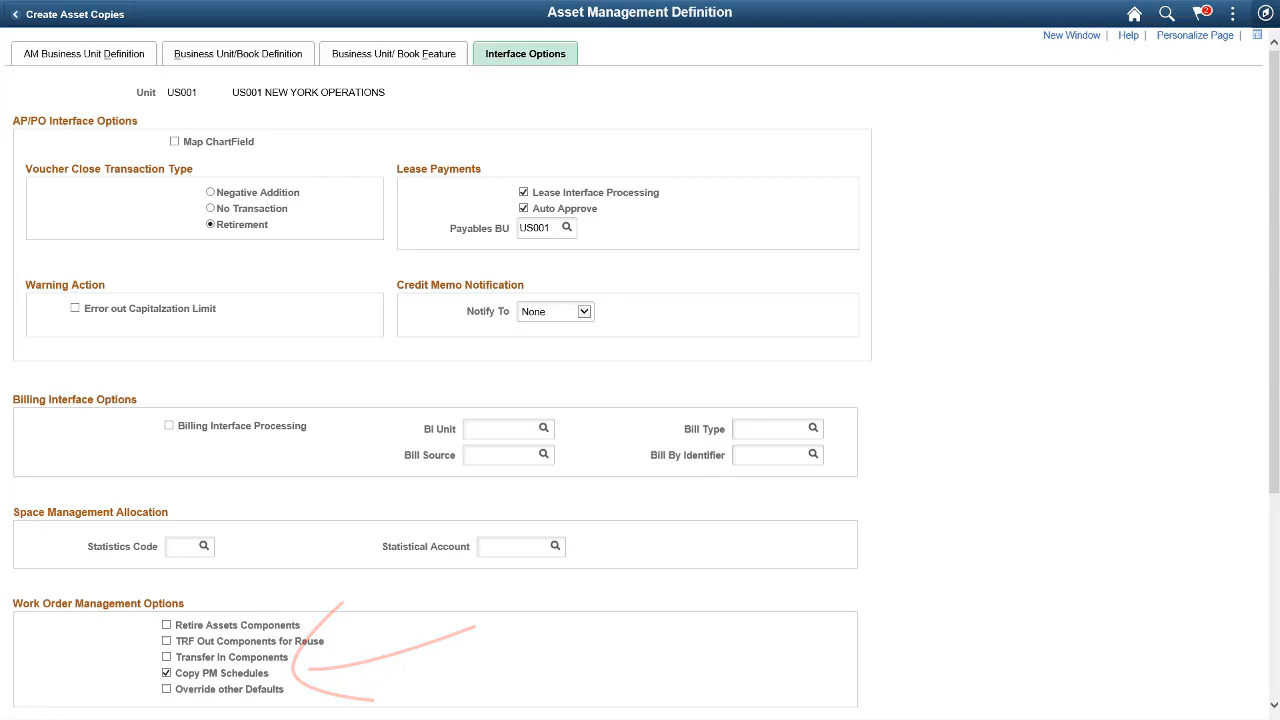 Create Asset Copies
Asset Management Definition
2
New Window | Help | Personalize Page |
AM Business Unit Definition
Business Unit/Book Definition
Business Unit/ Book Feature
Interface Options
Unit US001 US001 NEW YORK OPERATIONS
AP/PO Interface Options
Map ChartField
Voucher Close Transaction Type
Negative Addition
No Transaction
Retirement
Lease Payments
Lease Interface Processing
Auto Approve
Payables BU US001
Warning Action
Error out Capitalzation Limit
Credit Memo Notification
Notify To None
Billing Interface Options
Billing Interface Processing
BI Unit
Bill Type
Bill Source
Bill By Identifier
Space Management Allocation
Statistics Code
Statistical Account
Work Order Management Options
Retire Assets Components
TRF Out Components for Reuse
Transfer In Components
Copy PM Schedules
Override other Defaults